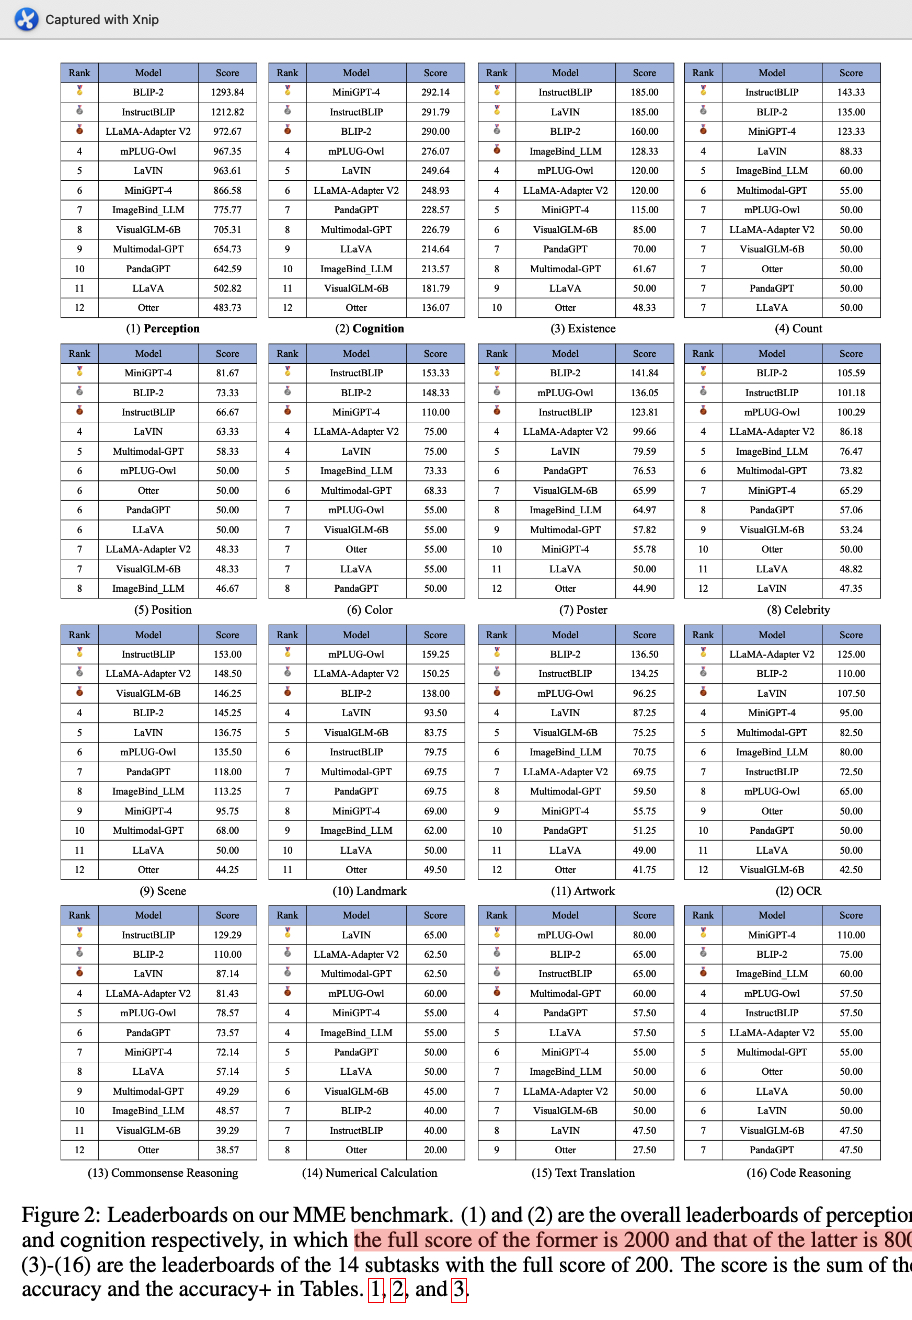 Captured with Xnip
Rank Model Score
BLIP-2 1293.84
InstructBLIP 1212.82
LLaMA-Adapter V2 972.67
4 mPLUG-Owl 967.35
5 LaVIN 963.61
6 MiniGPT-4 866.58
7 ImageBind_LLM 775.77
8 VisualGLM-6B 705.31
9 Multimodal-GPT 654.73
10 PandaGPT 642.59
11 LLaVA 502.82
12 Otter 483.73
(1) Perception
Rank Model Score
MiniGPT-4 292.14
InstructBLIP 291.79
BLIP-2 290.00
4 mPLUG-Owl 276.07
5 LaVIN 249.64
6 LLaMA-Adapter V2 248.93
7 PandaGPT 228.57
8 Multimodal-GPT 226.79
9 LLaVA 214.64
10 ImageBind_LLM 213.57
11 VisualGLM-6B 181.79
12 Otter 136.07
(2) Cognition
Rank Model Score
InstructBLIP 185.00
LaVIN 185.00
BLIP-2 160.00
ImageBind_LLM 128.33
4 mPLUG-Owl 120.00
4 LLaMA-Adapter V2 120.00
5 MiniGPT-4 115.00
6 VisualGLM-6B 85.00
7 PandaGPT 70.00
8 Multimodal-GPT 61.67
9 LLaVA 50.00
10 Otter 48.33
(3) Existence
Rank Model Score
InstructBLIP 143.33
BLIP-2 135.00
MiniGPT-4 123.33
4 LaVIN 88.33
5 ImageBind_LLM 60.00
6 Multimodal-GPT 55.00
7 mPLUG-Owl 50.00
7 LLaMA-Adapter V2 50.00
7 VisualGLM-6B 50.00
7 Otter 50.00
7 PandaGPT 50.00
7 LLaVA 50.00
(4) Count
Rank Model Score
MiniGPT-4 81.67
BLIP-2 73.33
InstructBLIP 66.67
4 LaVIN 63.33
5 Multimodal-GPT 58.33
6 mPLUG-Owl 50.00
6 Otter 50.00
6 PandaGPT 50.00
6 LLaVA 50.00
7 LLaMA-Adapter V2 48.33
7 VisualGLM-6B 48.33
8 ImageBind_LLM 46.67
(5) Position
Rank Model Score
InstructBLIP 153.33
BLIP-2 148.33
MiniGPT-4 110.00
4 LLaMA-Adapter V2 75.00
4 LaVIN 75.00
5 ImageBind_LLM 73.33
6 Multimodal-GPT 68.33
7 mPLUG-Owl 55.00
7 VisualGLM-6B 55.00
7 Otter 55.00
7 LLaVA 55.00
8 PandaGPT 50.00
(6) Color
Rank Model Score
BLIP-2 141.84
mPLUG-Owl 136.05
InstructBLIP 123.81
4 LLaMA-Adapter V2 99.66
5 LaVIN 79.59
6 PandaGPT 76.53
7 VisualGLM-6B 65.99
8 ImageBind_LLM 64.97
9 Multimodal-GPT 57.82
10 MiniGPT-4 55.78
11 LLaVA 50.00
12 Otter 44.90
(7) Poster
Rank Model Score
BLIP-2 105.59
InstructBLIP 101.18
mPLUG-Owl 100.29
4 LLaMA-Adapter V2 86.18
5 ImageBind_LLM 76.47
6 Multimodal-GPT 73.82
7 MiniGPT-4 65.29
8 PandaGPT 57.06
9 VisualGLM-6B 53.24
10 Otter 50.00
11 LLaVA 48.82
12 LaVIN 47.35
(8) Celebrity
Rank Model Score
InstructBLIP 153.00
LLaMA-Adapter V2 148.50
VisualGLM-6B 146.25
4 BLIP-2 145.25
5 LaVIN 136.75
6 mPLUG-Owl 135.50
7 PandaGPT 118.00
8 ImageBind_LLM 113.25
9 MiniGPT-4 95.75
10 Multimodal-GPT 68.00
11 LLaVA 50.00
12 Otter 44.25
(9) Scene
Rank Model Score
mPLUG-Owl 159.25
LLaMA-Adapter V2 150.25
BLIP-2 138.00
4 LaVIN 93.50
5 VisualGLM-6B 83.75
6 InstructBLIP 79.75
7 Multimodal-GPT 69.75
7 PandaGPT 69.75
8 MiniGPT-4 69.00
9 ImageBind_LLM 62.00
10 LLaVA 50.00
11 Otter 49.50
(10) Landmark
Rank Model Score
BLIP-2 136.50
InstructBLIP 134.25
mPLUG-Owl 96.25
4 LaVIN 87.25
5 VisualGLM-6B 75.25
6 ImageBind_LLM 70.75
7 LLaMA-Adapter V2 69.75
8 Multimodal-GPT 59.50
9 MiniGPT-4 55.75
10 PandaGPT 51.25
11 LLaVA 49.00
12 Otter 41.75
(11) Artwork
Rank Model Score
LLaMA-Adapter V2 125.00
BLIP-2 110.00
LaVIN 107.50
4 MiniGPT-4 95.00
5 Multimodal-GPT 82.50
6 ImageBind_LLM 80.00
7 InstructBLIP 72.50
8 mPLUG-Owl 65.00
9 Otter 50.00
10 PandaGPT 50.00
11 LLaVA 50.00
12 VisualGLM-6B 42.50
(l2) OCR
Rank Model Score
InstructBLIP 129.29
BLIP-2 110.00
LaVIN 87.14
4 LLaMA-Adapter V2 81.43
5 mPLUG-Owl 78.57
6 PandaGPT 73.57
7 MiniGPT-4 72.14
8 LLaVA 57.14
9 Multimodal-GPT 49.29
10 ImageBind_LLM 48.57
11 VisualGLM-6B 39.29
12 Otter 38.57
(13) Commonsense Reasoning
Rank Model Score
LaVIN 65.00
LLaMA-Adapter V2 62.50
Multimodal-GPT 62.50
mPLUG-Owl 60.00
4 MiniGPT-4 55.00
4 ImageBind_LLM 55.00
5 PandaGPT 50.00
5 LLaVA 50.00
6 VisualGLM-6B 45.00
7 BLIP-2 40.00
7 InstructBLIP 40.00
8 Otter 20.00
(14) Numerical Calculation
Rank Model Score
mPLUG-Owl 80.00
BLIP-2 65.00
InstructBLIP 65.00
Multimodal-GPT 60.00
4 PandaGPT 57.50
5 LLaVA 57.50
6 MiniGPT-4 55.00
7 ImageBind_LLM 50.00
7 LLaMA-Adapter V2 50.00
7 VisualGLM-6B 50.00
8 LaVIN 47.50
9 Otter 27.50
(15) Text Translation
Rank Model Score
MiniGPT-4 110.00
BLIP-2 75.00
ImageBind_LLM 60.00
4 mPLUG-Owl 57.50
4 InstructBLIP 57.50
5 LLaMA-Adapter V2 55.00
5 Multimodal-GPT 55.00
6 Otter 50.00
6 LLaVA 50.00
6 LaVIN 50.00
7 VisualGLM-6B 47.50
7 PandaGPT 47.50
(16) Code Reasoning
Figure 2: Leaderboards on our MME benchmark. (1) and (2) are the overall leaderboards of perception
and cognition respectively, in which the full score of the former is 2000 and that of the latter is 800
(3)-(16) are the leaderboards of the 14 subtasks with the full score of 200. The score is the sum of the
accuracy and the accuracy+ in Tables. 1, 2, and 3.